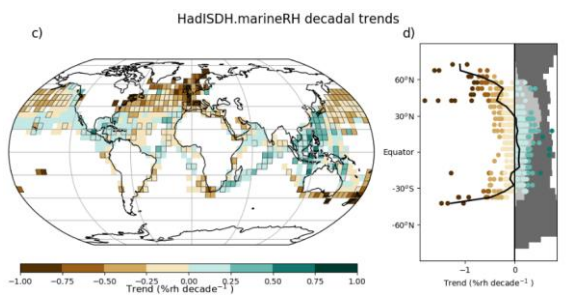 HadISDH.marineRH decadal trends
c)
d)
60°N
30°N
Equator
-30°S
-60°N
-1 0
Trend (%rh decade⁻¹ )
-1.00 -0.75 -0.50 -0.25 0.00 0.25 0.50 0.75 1.00
Trend (%rh decade⁻¹ )